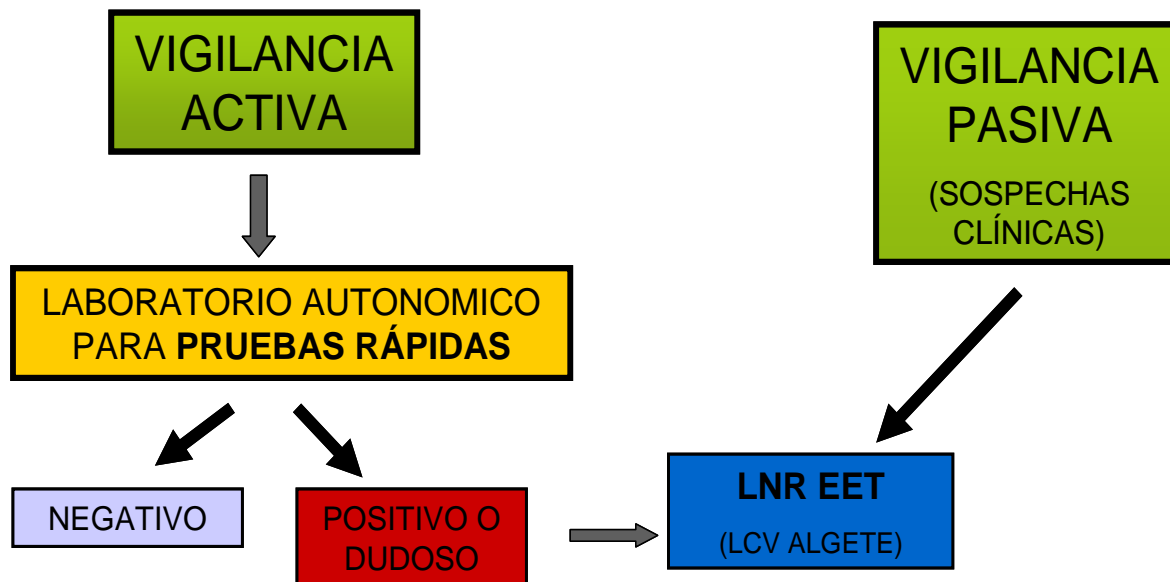 VIGILANCIA
ACTIVA
VIGILANCIA
PASIVA
(SOSPECHAS
CLÍNICAS)
LABORATORIO AUTONOMICO
PARA PRUEBAS RÁPIDAS
NEGATIVO
POSITIVO O
DUDOSO
LNR EET
(LCV ALGETE)